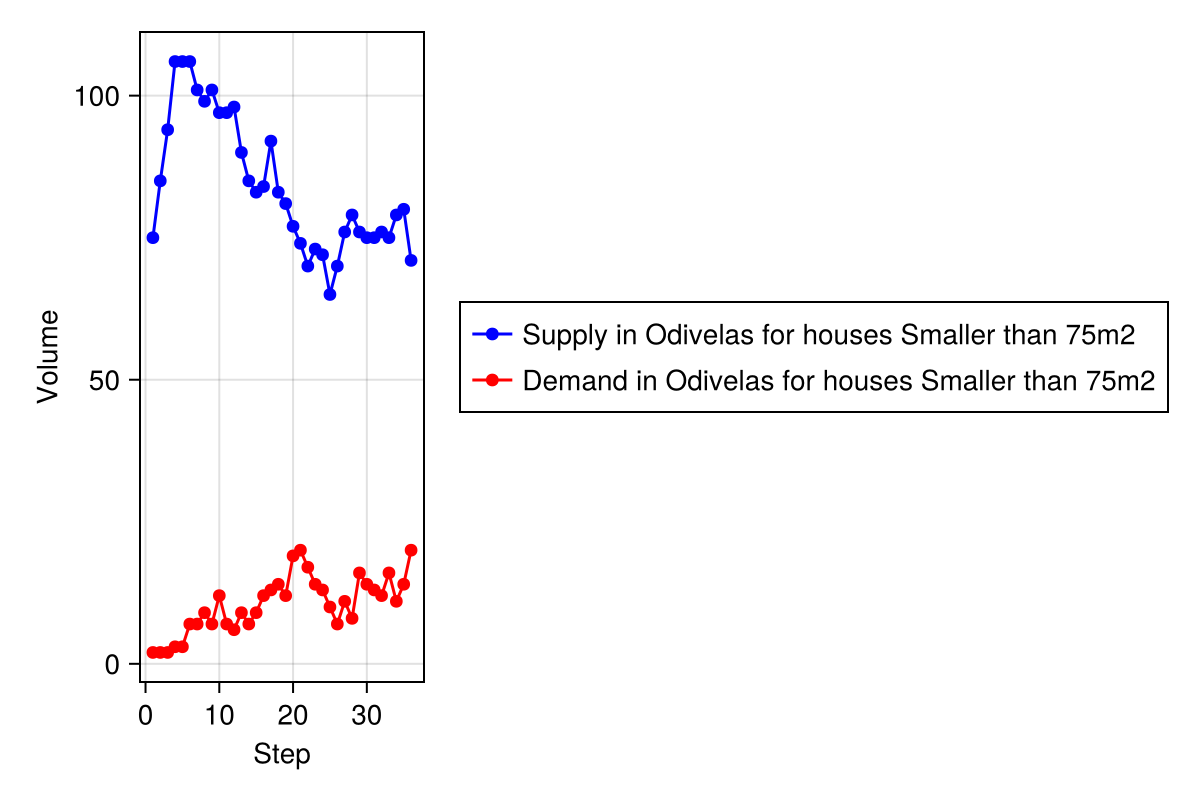 Volume
100
50
0
0 10 20 30
Step
Supply in Odivelas for houses Smaller than 75m2
Demand in Odivelas for houses Smaller than 75m2